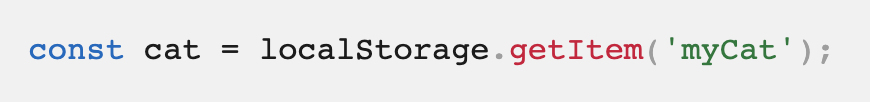 const cat = localStorage.getItem('myCat');